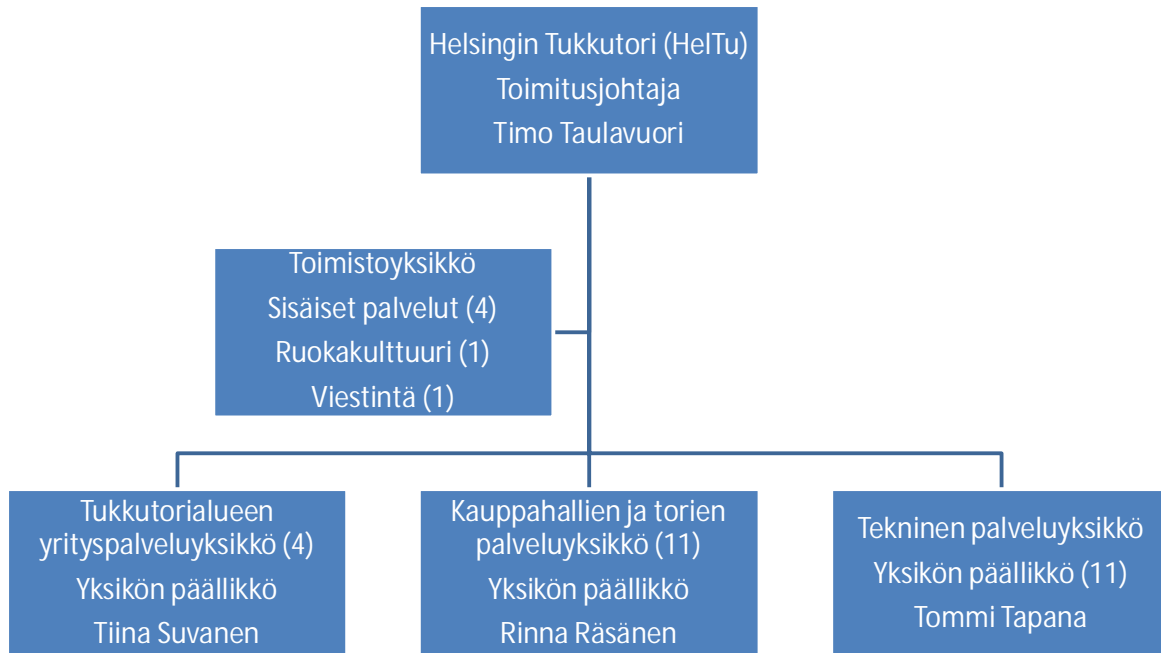 Helsingin Tukkutori (HelTu)
Toimitusjohtaja
Timo Taulavuori
Toimistoyksikkö
Sisäiset palvelut (4)
Ruokakulttuuri (1)
Viestintä (1)
Tukkutorialueen
yrityspalveluyksikkö (4)
Yksikön päällikkö
Tiina Suvanen
Kauppahallien ja torien
palveluyksikkö (11)
Yksikön päällikkö
Rinna Räsänen
Tekninen palveluyksikkö
Yksikön päällikkö (11)
Tommi Tapana